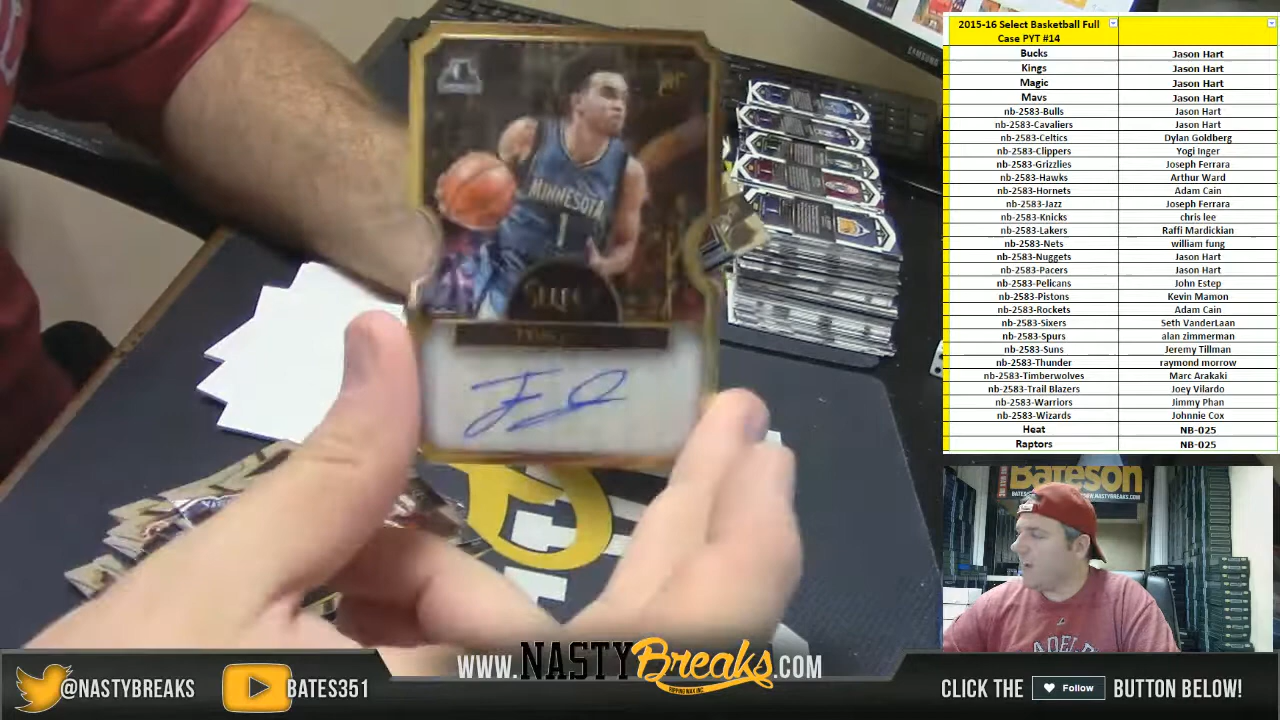 MINNESOTA
1
SELECT
SAMSUNG
2015-16 Select Basketball Full
Case PYT #14
Bucks Jason Hart
Kings Jason Hart
Magic Jason Hart
Mavs Jason Hart
nb-2583-Bulls Jason Hart
nb-2583-Cavaliers Jason Hart
nb-2583-Celtics Dylan Goldberg
nb-2583-Clippers Yogi Inger
nb-2583-Grizzlies Joseph Ferrara
nb-2583-Hawks Arthur Ward
nb-2583-Hornets Adam Cain
nb-2583-Jazz Joseph Ferrara
nb-2583-Knicks chris lee
nb-2583-Lakers Raffi Mardickian
nb-2583-Nets william fung
nb-2583-Nuggets Jason Hart
nb-2583-Pacers Jason Hart
nb-2583-Pelicans John Estep
nb-2583-Pistons Kevin Mamon
nb-2583-Rockets Adam Cain
nb-2583-Sixers Seth VanderLaan
nb-2583-Spurs alan zimmerman
nb-2583-Suns Jeremy Tillman
nb-2583-Thunder raymond morrow
nb-2583-Timberwolves Marc Arakaki
nb-2583-Trail Blazers Joey Vilardo
nb-2583-Warriors Jimmy Phan
nb-2583-Wizards Johnnie Cox
Heat NB-025
Raptors NB-025
Bateson
@NASTYBREAKS
BATES351
WWW.NASTYBreaks.COM
RIPPING WAX INC.
CLICK THE Follow BUTTON BELOW!